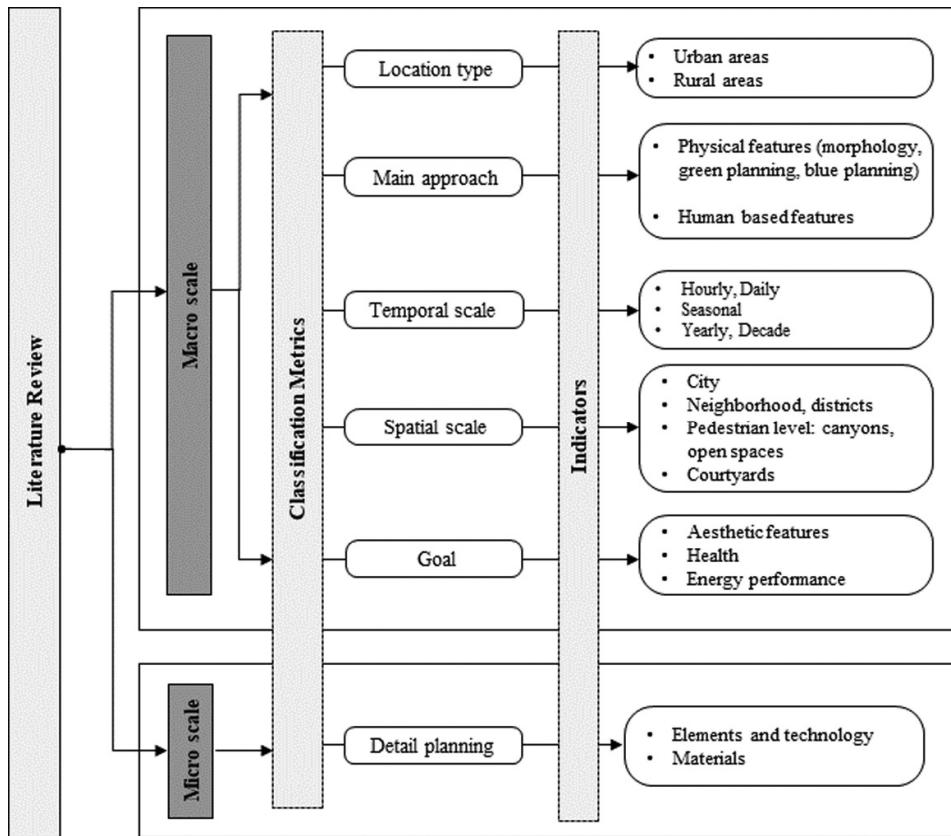 Literature Review
Macro scale
Classification Metrics
Location type
Indicators
• Urban areas
• Rural areas
Main approach
• Physical features (morphology,
green planning, blue planning)
• Human based features
Temporal scale
• Hourly, Daily
• Seasonal
• Yearly, Decade
Spatial scale
• City
• Neighborhood, districts
• Pedestrian level: canyons,
open spaces
• Courtyards
Goal
• Aesthetic features
• Health
• Energy performance
Micro scale
Detail planning
• Elements and technology
• Materials